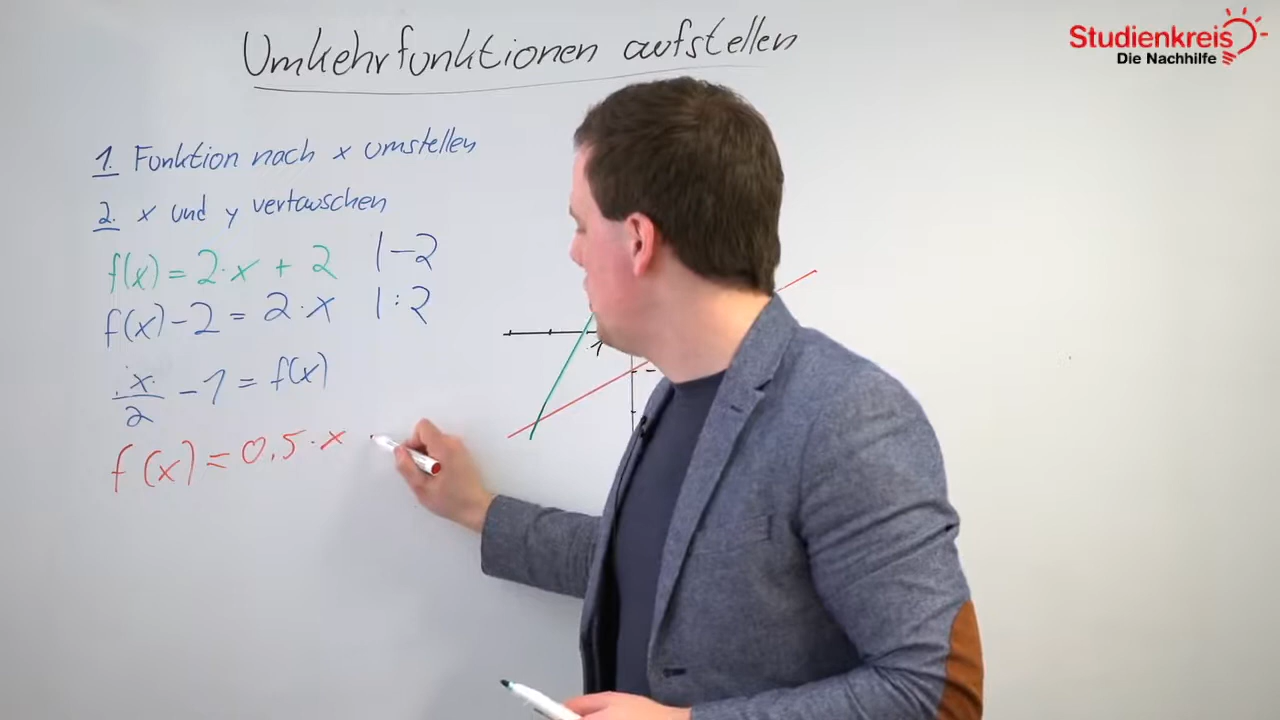 Umkehrfunktionen aufstellen
Studienkreis
Die Nachhilfe
1. Funktion nach x umstellen
2. x und y vertauschen
f(x) = 2·x + 2 |-2
f(x) - 2 = 2·x |:2
x/2 - 1 = f(x)
f(x) = 0,5·x
1